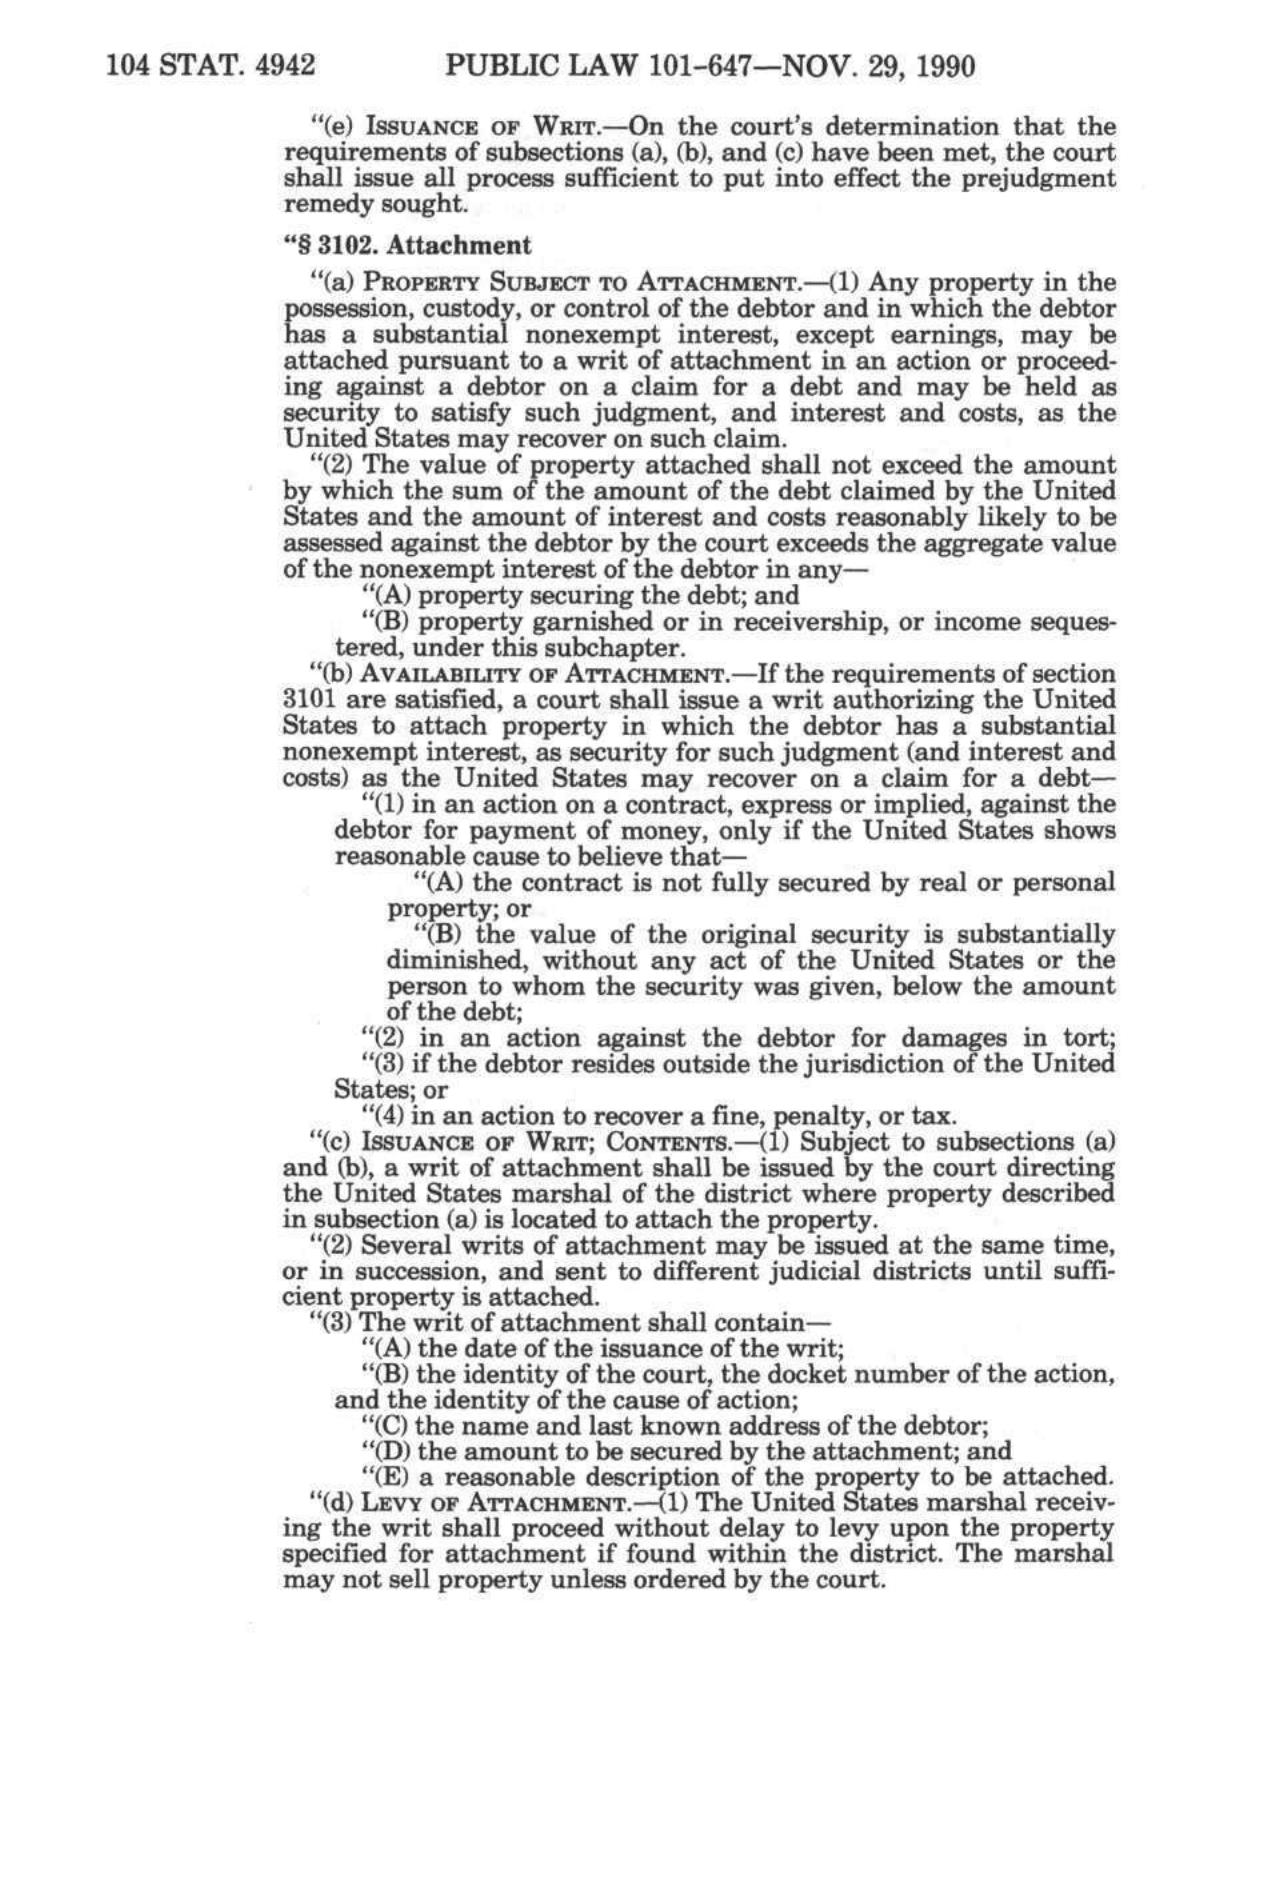 104 STAT. 4942 PUBLIC LAW 101-647—NOV. 29, 1990
"(e) ISSUANCE OF WRIT.—On the court's determination that the
requirements of subsections (a), (b), and (c) have been met, the court
shall issue all process sufficient to put into effect the prejudgment
remedy sought.
"§ 3102. Attachment
"(a) PROPERTY SUBJECT TO ATTACHMENT.—(1) Any property in the
possession, custody, or control of the debtor and in which the debtor
has a substantial nonexempt interest, except earnings, may be
attached pursuant to a writ of attachment in an action or proceed-
ing against a debtor on a claim for a debt and may be held as
security to satisfy such judgment, and interest and costs, as the
United States may recover on such claim.
"(2) The value of property attached shall not exceed the amount
by which the sum of the amount of the debt claimed by the United
States and the amount of interest and costs reasonably likely to be
assessed against the debtor by the court exceeds the aggregate value
of the nonexempt interest of the debtor in any—
"(A) property securing the debt; and
"(B) property garnished or in receivership, or income seques-
tered, under this subchapter.
"(b) AVAILABILITY OF ATTACHMENT.—If the requirements of section
3101 are satisfied, a court shall issue a writ authorizing the United
States to attach property in which the debtor has a substantial
nonexempt interest, as security for such judgment (and interest and
costs) as the United States may recover on a claim for a debt—
"(1) in an action on a contract, express or implied, against the
debtor for payment of money, only if the United States shows
reasonable cause to believe that—
"(A) the contract is not fully secured by real or personal
property; or
"(B) the value of the original security is substantially
diminished, without any act of the United States or the
person to whom the security was given, below the amount
of the debt;
"(2) in an action against the debtor for damages in tort;
"(3) if the debtor resides outside the jurisdiction of the United
States; or
"(4) in an action to recover a fine, penalty, or tax.
"(c) ISSUANCE OF WRIT; CONTENTS.—(1) Subject to subsections (a)
and (b), a writ of attachment shall be issued by the court directing
the United States marshal of the district where property described
in subsection (a) is located to attach the property.
"(2) Several writs of attachment may be issued at the same time,
or in succession, and sent to different judicial districts until suffi-
cient property is attached.
"(3) The writ of attachment shall contain—
"(A) the date of the issuance of the writ;
"(B) the identity of the court, the docket number of the action,
and the identity of the cause of action;
"(C) the name and last known address of the debtor;
"(D) the amount to be secured by the attachment; and
"(E) a reasonable description of the property to be attached.
"(d) LEVY OF ATTACHMENT.—(1) The United States marshal receiv-
ing the writ shall proceed without delay to levy upon the property
specified for attachment if found within the district. The marshal
may not sell property unless ordered by the court.